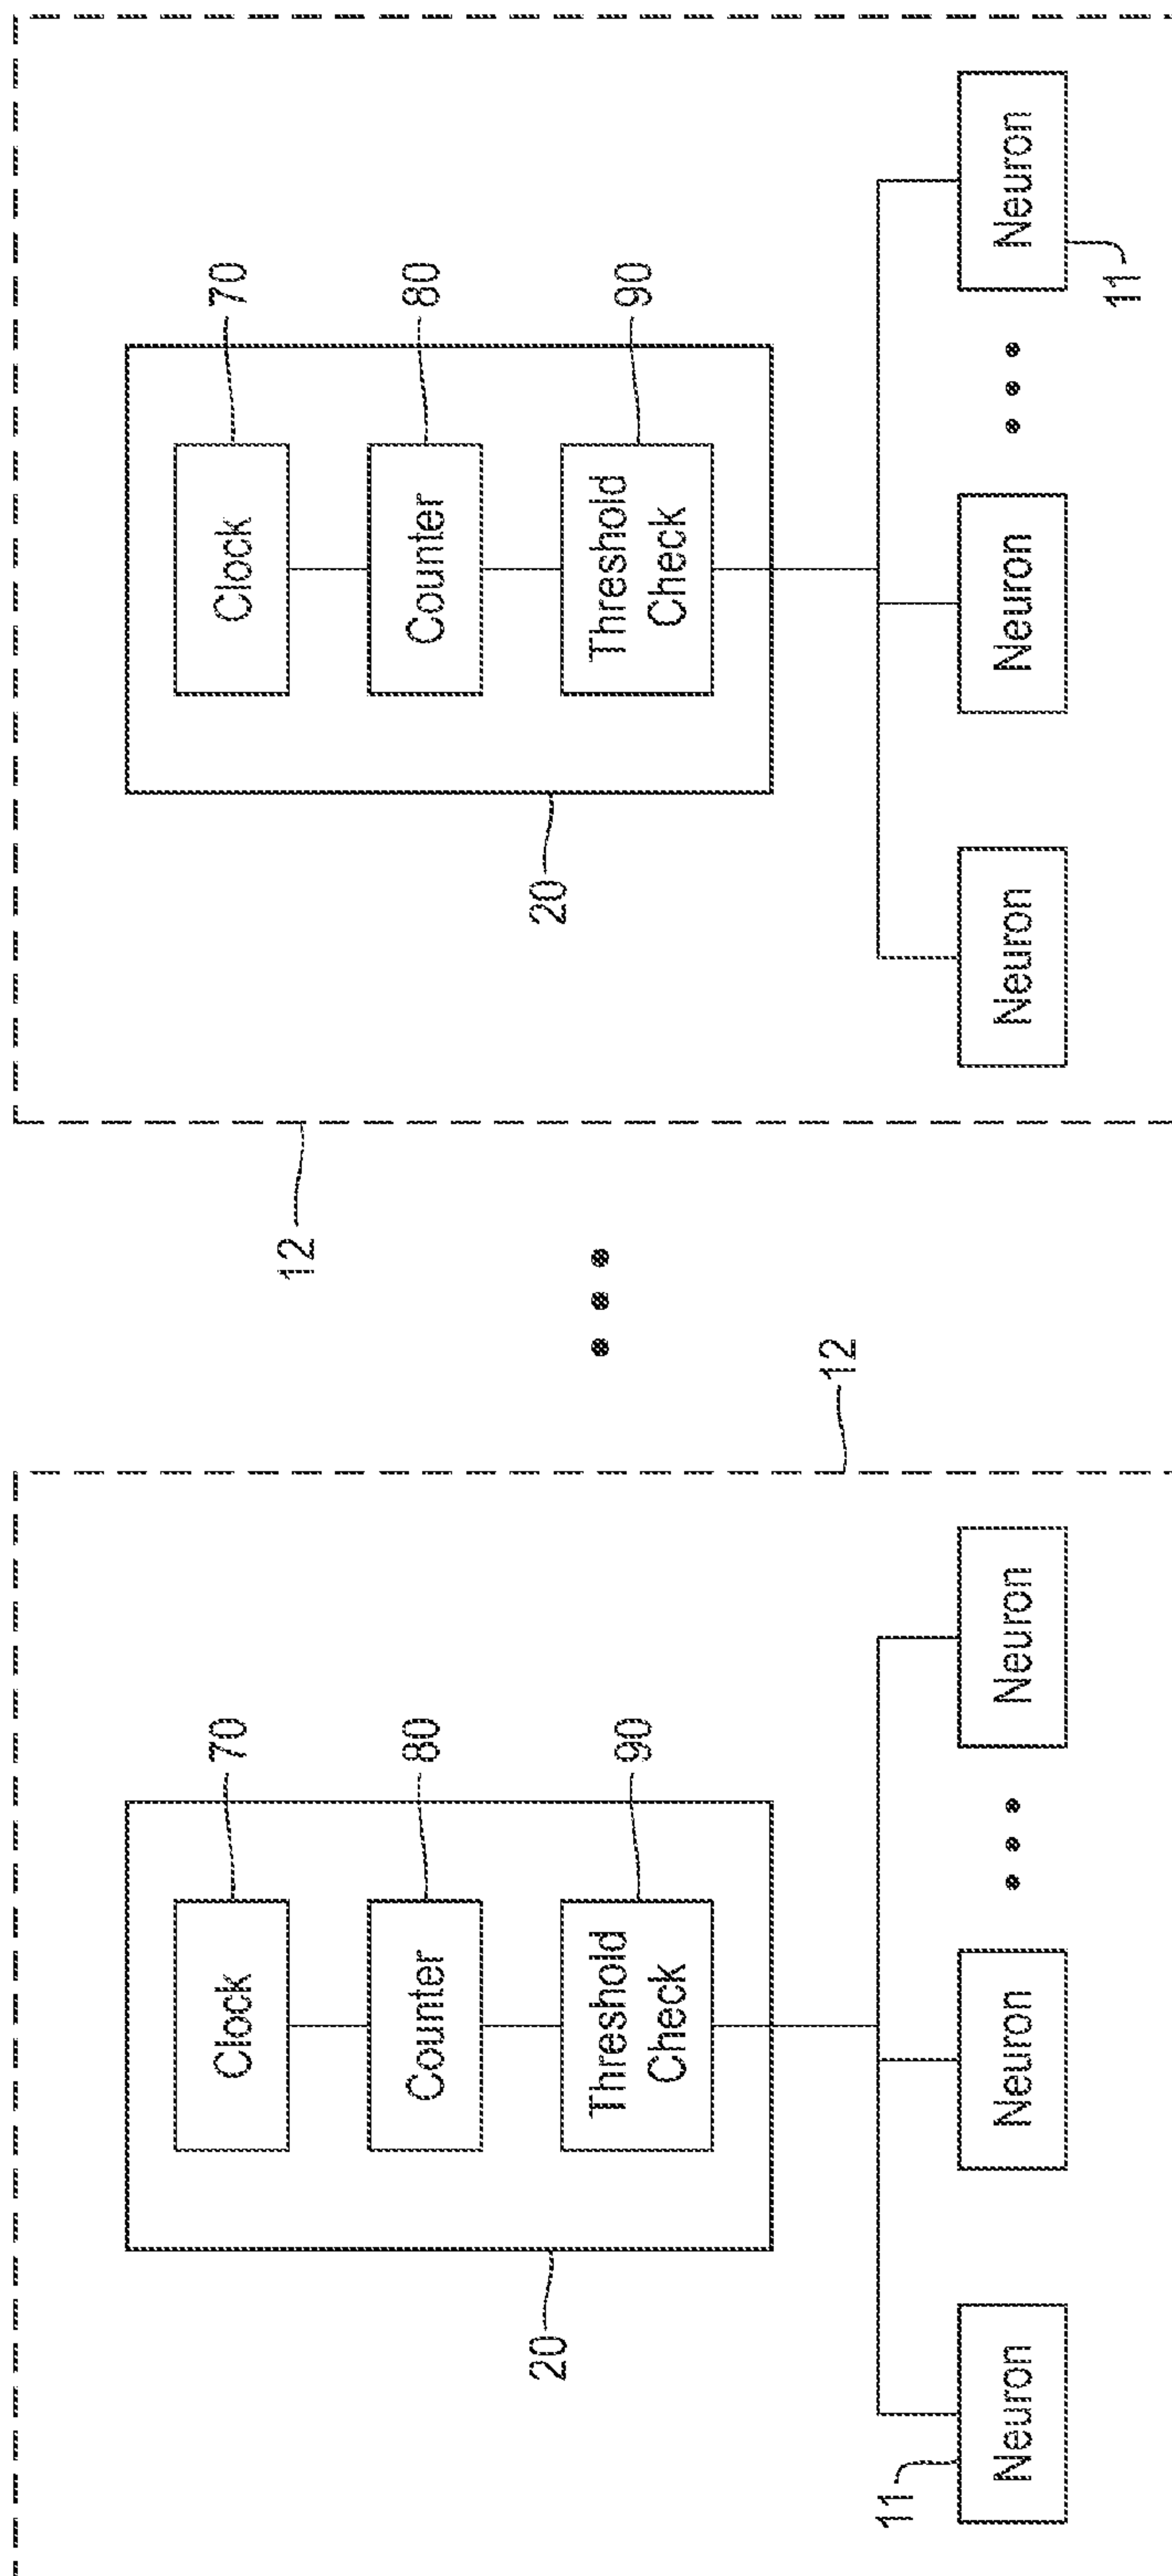 Clock
70
Counter
80
Threshold
Check
90
20
Neuron
Neuron
Neuron
11
12
Clock
70
Counter
80
Threshold
Check
90
20
Neuron
Neuron
Neuron
11
12